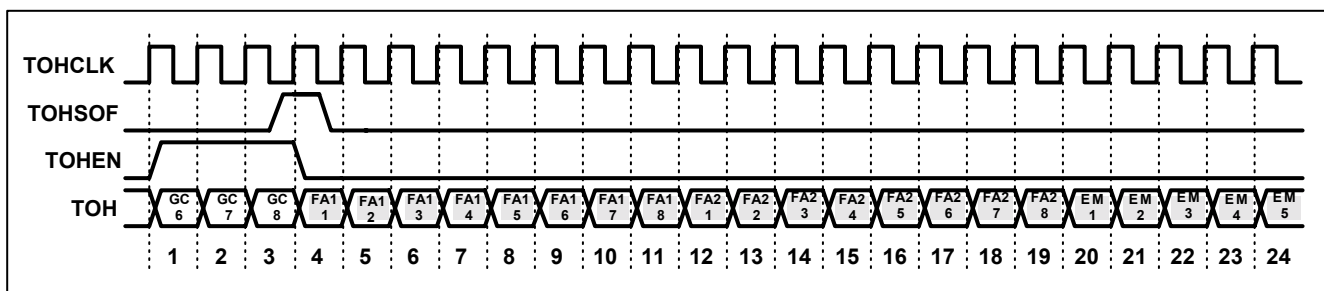 TOHCLK
TOHSOF
TOHEN
TOH
GC 6 GC 7 GC 8 FA1 1 FA1 2 FA1 3 FA1 4 FA1 5 FA1 6 FA1 7 FA1 8 FA2 1 FA2 2 FA2 3 FA2 4 FA2 5 FA2 6 FA2 7 FA2 8 EM 1 EM 2 EM 3 EM 4 EM 5
1 2 3 4 5 6 7 8 9 10 11 12 13 14 15 16 17 18 19 20 21 22 23 24